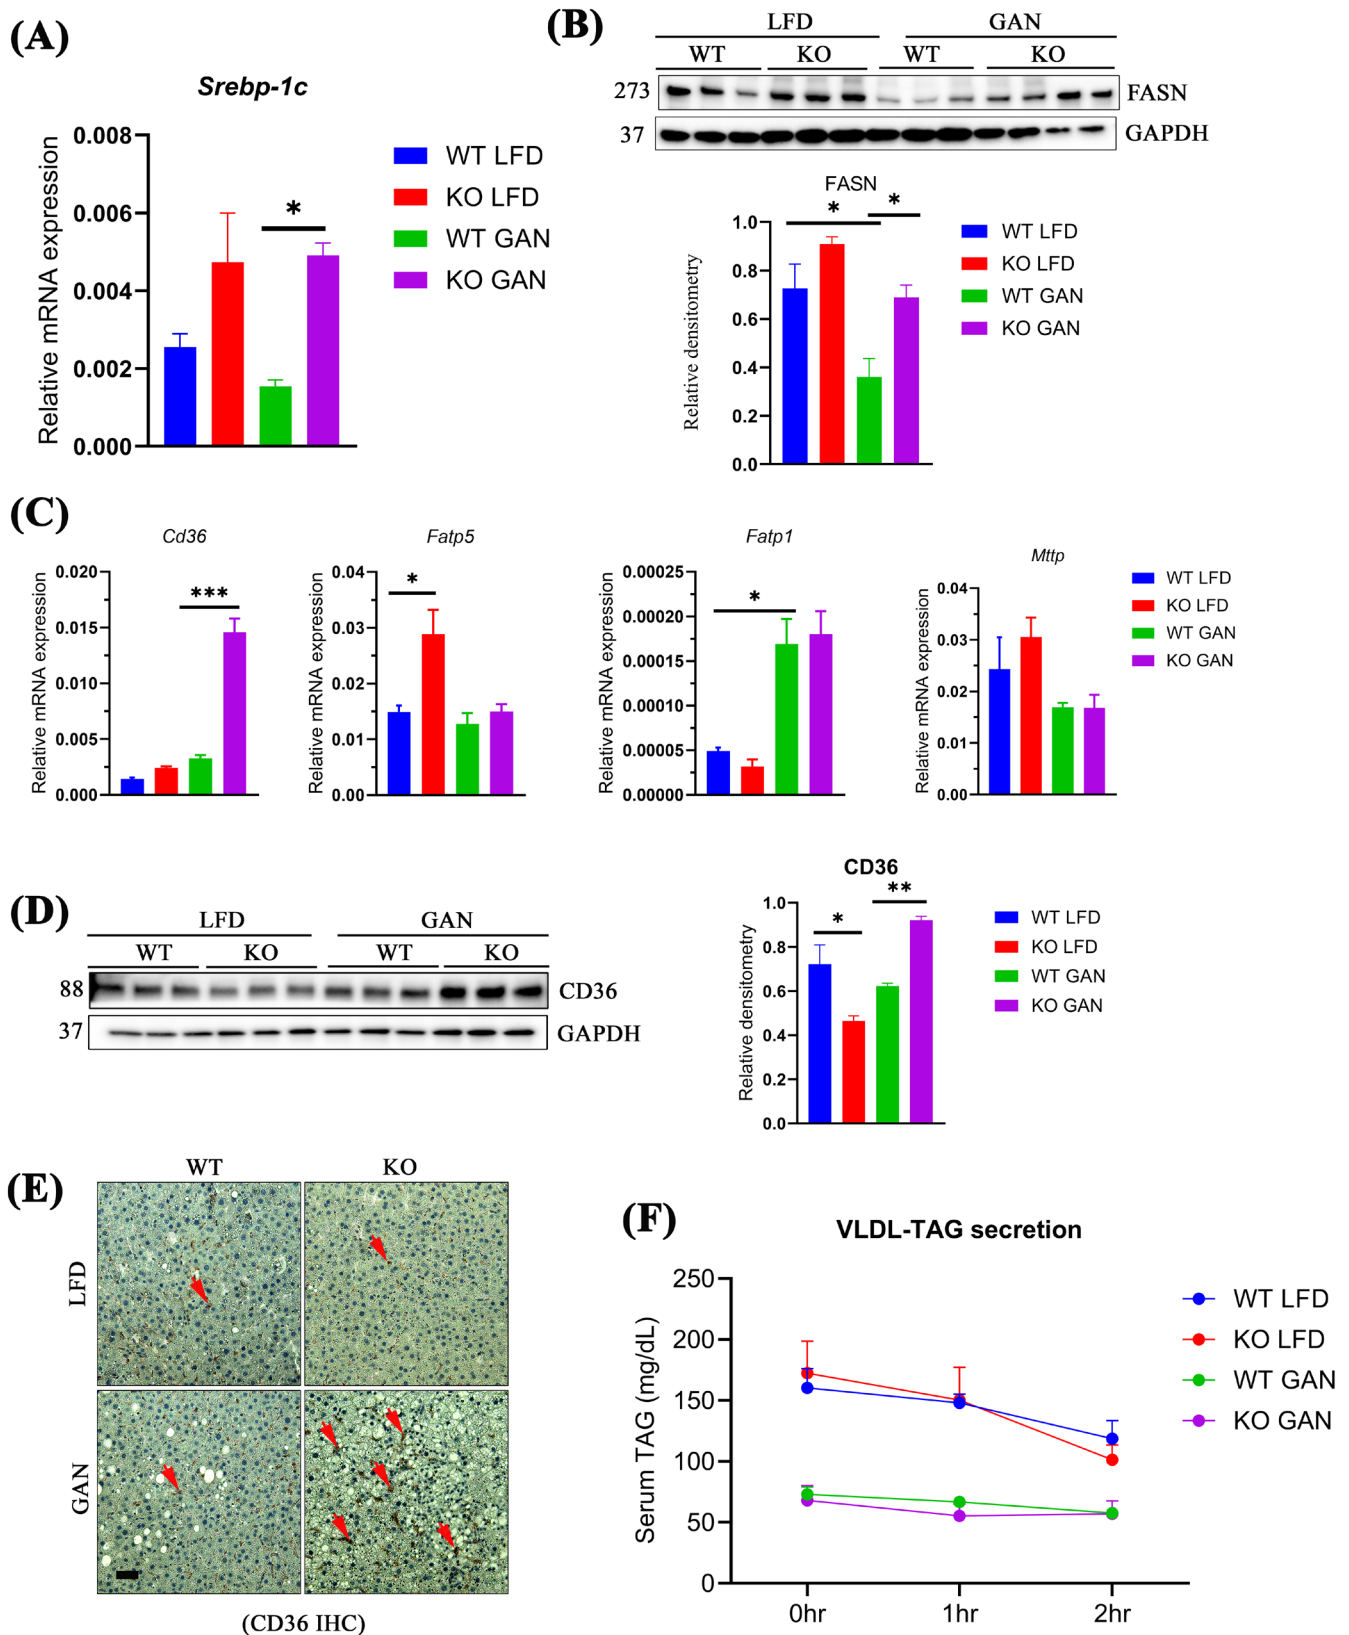 (A)
Srebp-1c
Relative mRNA expression
0.008
0.006
0.004
0.002
0.000
*
WT LFD
KO LFD
WT GAN
KO GAN
(B)
LFD GAN
WT KO WT KO
273 FASN
37 GAPDH
FASN
Relative densitometry
1.0
0.8
0.6
0.4
0.2
0.0
* *
WT LFD
KO LFD
WT GAN
KO GAN
(C)
Cd36
Relative mRNA expression
0.020
0.015
0.010
0.005
0.000
***
Fatp5
Relative mRNA expression
0.04
0.03
0.02
0.01
0.00
*
Fatp1
Relative mRNA expression
0.00025
0.00020
0.00015
0.00010
0.00005
0.00000
*
Mttp
Relative mRNA expression
0.04
0.03
0.02
0.01
0.00
WT LFD
KO LFD
WT GAN
KO GAN
(D)
LFD GAN
WT KO WT KO
88 CD36
37 GAPDH
CD36
Relative densitometry
1.0
0.8
0.6
0.4
0.2
0.0
* **
WT LFD
KO LFD
WT GAN
KO GAN
(E)
WT KO
LFD
GAN
(CD36 IHC)
(F)
VLDL-TAG secretion
Serum TAG (mg/dL)
250
200
150
100
50
0
0hr 1hr 2hr
WT LFD
KO LFD
WT GAN
KO GAN